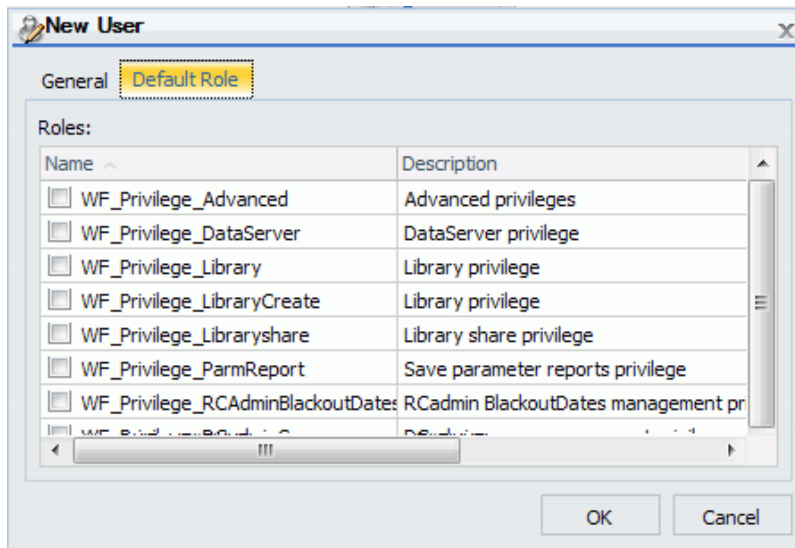 New User
General Default Role
Roles:
Name Description
WF_Privilege_Advanced Advanced privileges
WF_Privilege_DataServer DataServer privilege
WF_Privilege_Library Library privilege
WF_Privilege_LibraryCreate Library privilege
WF_Privilege_Libraryshare Library share privilege
WF_Privilege_ParmReport Save parameter reports privilege
WF_Privilege_RCAdminBlackoutDates RCadmin BlackoutDates management pri
OK Cancel